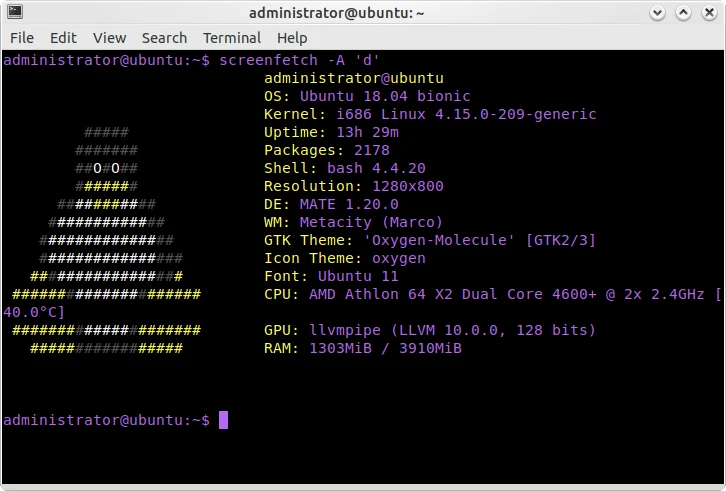 administrator@ubuntu: ~
File Edit View Search Terminal Help
administrator@ubuntu:~$ screenfetch -A 'd'
administrator@ubuntu
OS: Ubuntu 18.04 bionic
Kernel: i686 Linux 4.15.0-209-generic
##### Uptime: 13h 29m
####### Packages: 2178
##O#O## Shell: bash 4.4.20
####### Resolution: 1280x800
########### DE: MATE 1.20.0
############# WM: Metacity (Marco)
############### GTK Theme: 'Oxygen-Molecule' [GTK2/3]
################ Icon Theme: oxygen
################# Font: Ubuntu 11
##################### CPU: AMD Athlon 64 X2 Dual Core 4600+ @ 2x 2.4GHz [
40.0°C]
##################### GPU: llvmpipe (LLVM 10.0.0, 128 bits)
################# RAM: 1303MiB / 3910MiB
administrator@ubuntu:~$